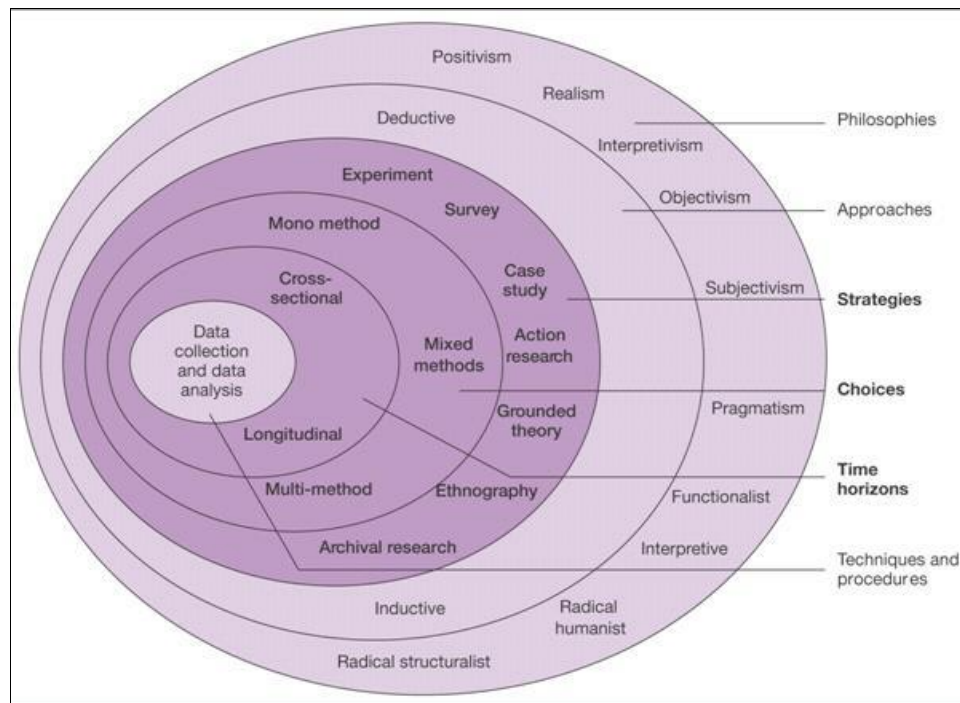 Positivism
Realism
Philosophies
Deductive
Interpretivism
Experiment
Objectivism
Approaches
Survey
Mono method
Case
study
Cross-
sectional
Subjectivism
Strategies
Data
collection
and data
analysis
Mixed
methods
Action
research
Choices
Pragmatism
Grounded
theory
Longitudinal
Time
horizons
Multi-method
Ethnography
Functionalist
Archival research
Interpretive
Techniques and
procedures
Inductive
Radical
humanist
Radical structuralist